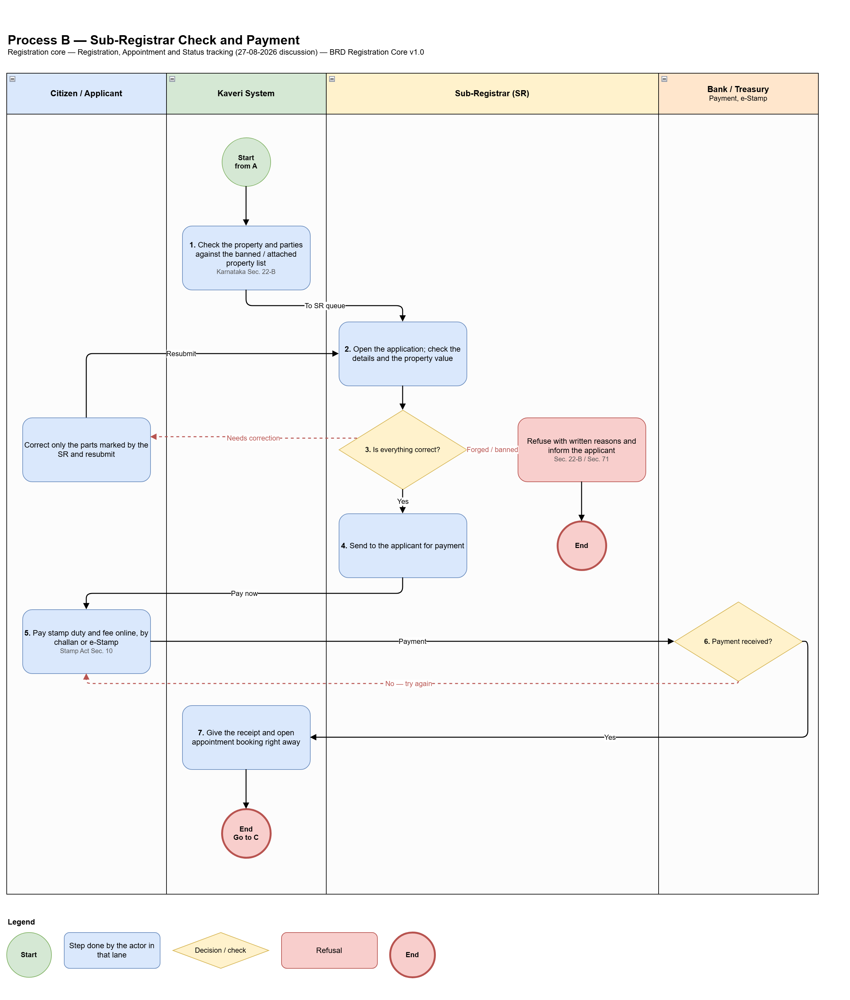 Process B — Sub-Registrar Check and Payment
Registration core — Registration, Appointment and Status tracking (27-08-2026 discussion) — BRD Registration Core v1.0
Citizen / Applicant
Kaveri System
Sub-Registrar (SR)
Bank / Treasury
Payment, e-Stamp
Start
from A
1. Check the property and parties
against the banned / attached
property list
Karnataka Sec. 22-B
To SR queue
2. Open the application; check the
details and the property value
Resubmit
Correct only the parts marked by the
SR and resubmit
Needs correction
3. Is everything correct?
Forged / banned
Refuse with written reasons and
inform the applicant
Sec. 22-B / Sec. 71
Yes
4. Send to the applicant for payment
End
Pay now
5. Pay stamp duty and fee online, by
challan or e-Stamp
Stamp Act Sec. 10
Payment
6. Payment received?
No — try again
7. Give the receipt and open
appointment booking right away
Yes
End
Go to C
Legend
Start
Step done by the actor in
that lane
Decision / check
Refusal
End